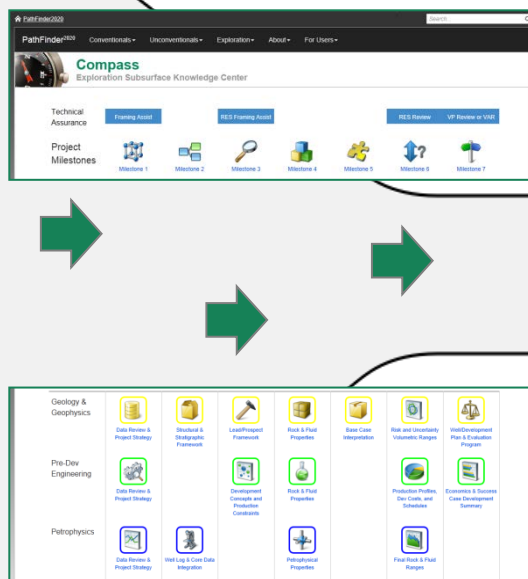 PathFinder2020
Search
PathFinder2020 Conventionals Unconventionals Exploration About For Users
Compass
Exploration Subsurface Knowledge Center
Technical
Assurance
Framing Assist RES Framing Assist RES Review VP Review or VAR
Project
Milestones
Milestone 1 Milestone 2 Milestone 3 Milestone 4 Milestone 5 Milestone 6 Milestone 7
Geology &
Geophysics
Data Review & Structural & Lead/Prospect Rock & Fluid Base Case Risk and Uncertainty Well/Development
Project Strategy Stratigraphic Framework Properties Interpretation Volumetric Ranges Plan & Evaluation
Framework Program
Pre-Dev
Engineering
Data Review & Development Rock & Fluid Production Profiles, Economics & Success
Project Strategy Concepts and Properties Dev Costs, and Case Development
Production Schedules Summary
Constraints
Petrophysics
Data Review & Wet Log & Core Data Petrophysical Final Rock & Fluid
Project Strategy Integration Properties Ranges